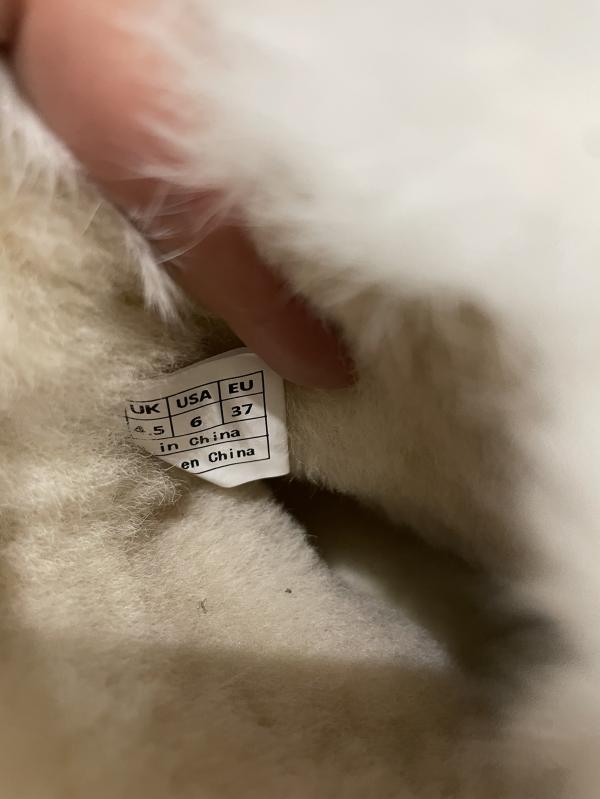 UK USA EU
4.5 6 37
in China
en China